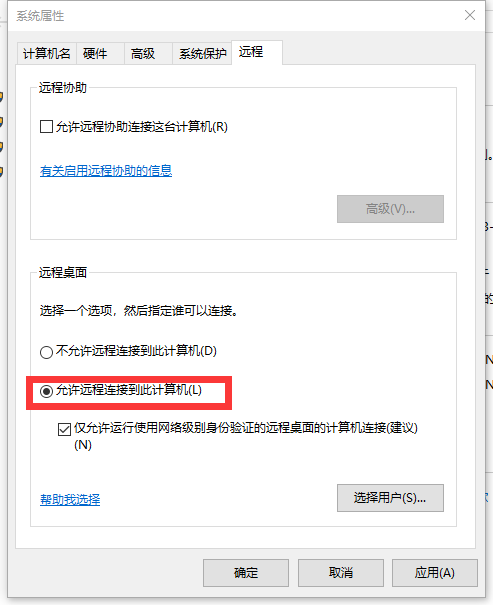 系统属性
计算机名 硬件 高级 系统保护 远程
远程协助
允许远程协助连接这台计算机(R)
有关启用远程协助的信息
高级(V)...
远程桌面
选择一个选项，然后指定谁可以连接。
不允许远程连接到此计算机(D)
允许远程连接到此计算机(L)
仅允许运行使用网络级别身份验证的远程桌面的计算机连接(建议)
(N)
帮助我选择
选择用户(S)...
确定 取消 应用(A)